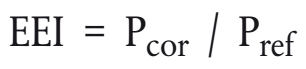 EEI = P_cor / P_ref